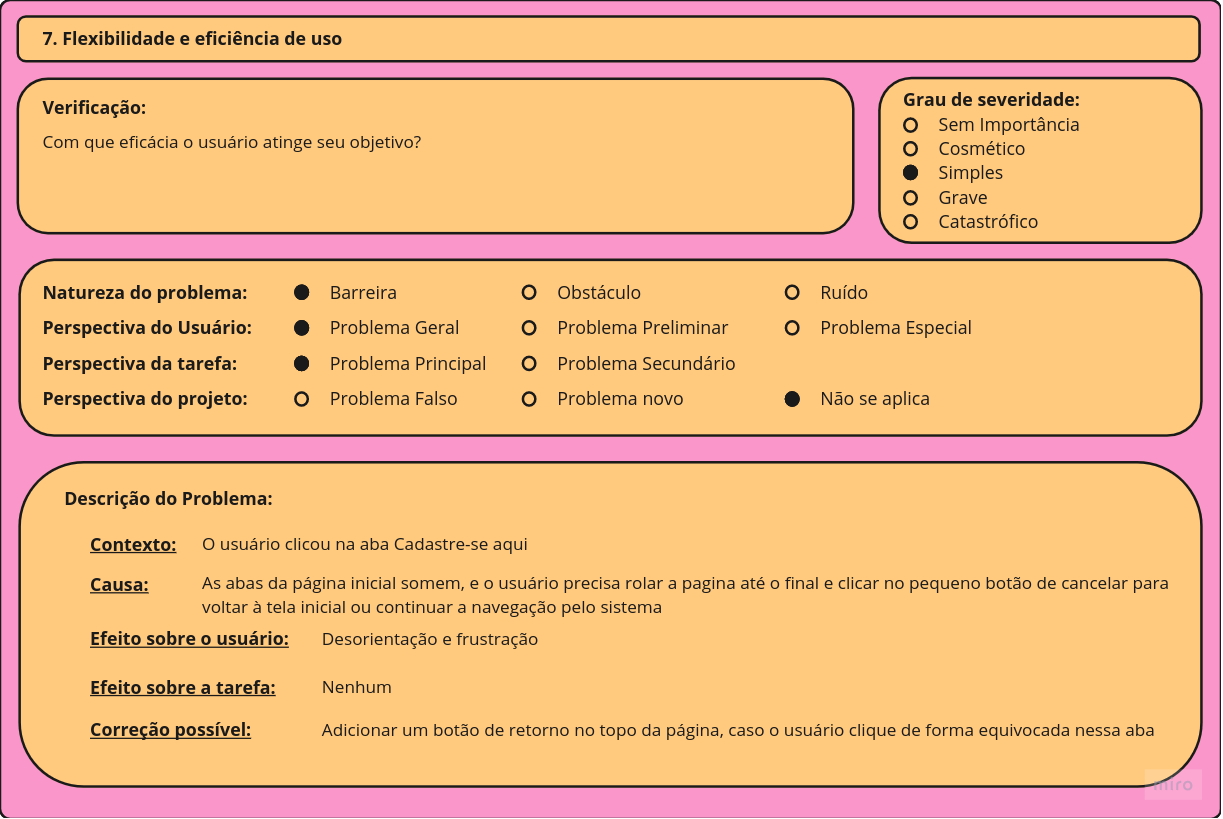 7. Flexibilidade e eficiência de uso
Verificação:
Com que eficácia o usuário atinge seu objetivo?
Grau de severidade:
Sem Importância
Cosmético
Simples
Grave
Catastrófico
Natureza do problema: Barreira Obstáculo Ruído
Perspectiva do Usuário: Problema Geral Problema Preliminar Problema Especial
Perspectiva da tarefa: Problema Principal Problema Secundário
Perspectiva do projeto: Problema Falso Problema novo Não se aplica
Descrição do Problema:
Contexto: O usuário clicou na aba Cadastre-se aqui
Causa: As abas da página inicial somem, e o usuário precisa rolar a pagina até o final e clicar no pequeno botão de cancelar para
voltar à tela inicial ou continuar a navegação pelo sistema
Efeito sobre o usuário: Desorientação e frustração
Efeito sobre a tarefa: Nenhum
Correção possível: Adicionar um botão de retorno no topo da página, caso o usuário clique de forma equivocada nessa aba
miro